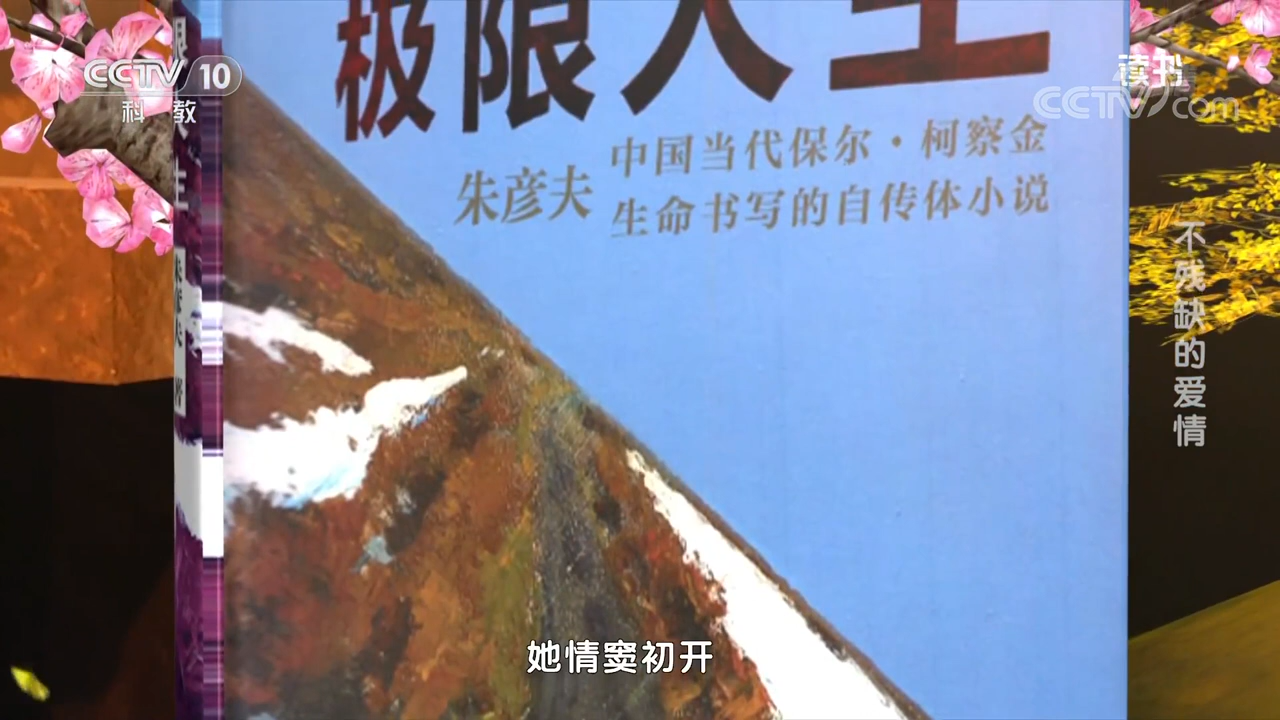 CCTV 10
科教
读书
CCTV.com
极限人生
朱彦夫
中国当代保尔·柯察金
生命书写的自传体小说
不残缺的爱情
她情窦初开